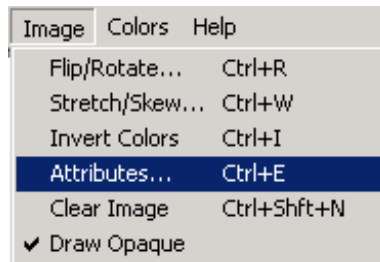 Image Colors Help
Flip/Rotate... Ctrl+R
Stretch/Skew... Ctrl+W
Invert Colors Ctrl+I
Attributes... Ctrl+E
Clear Image Ctrl+Shft+N
✔ Draw Opaque